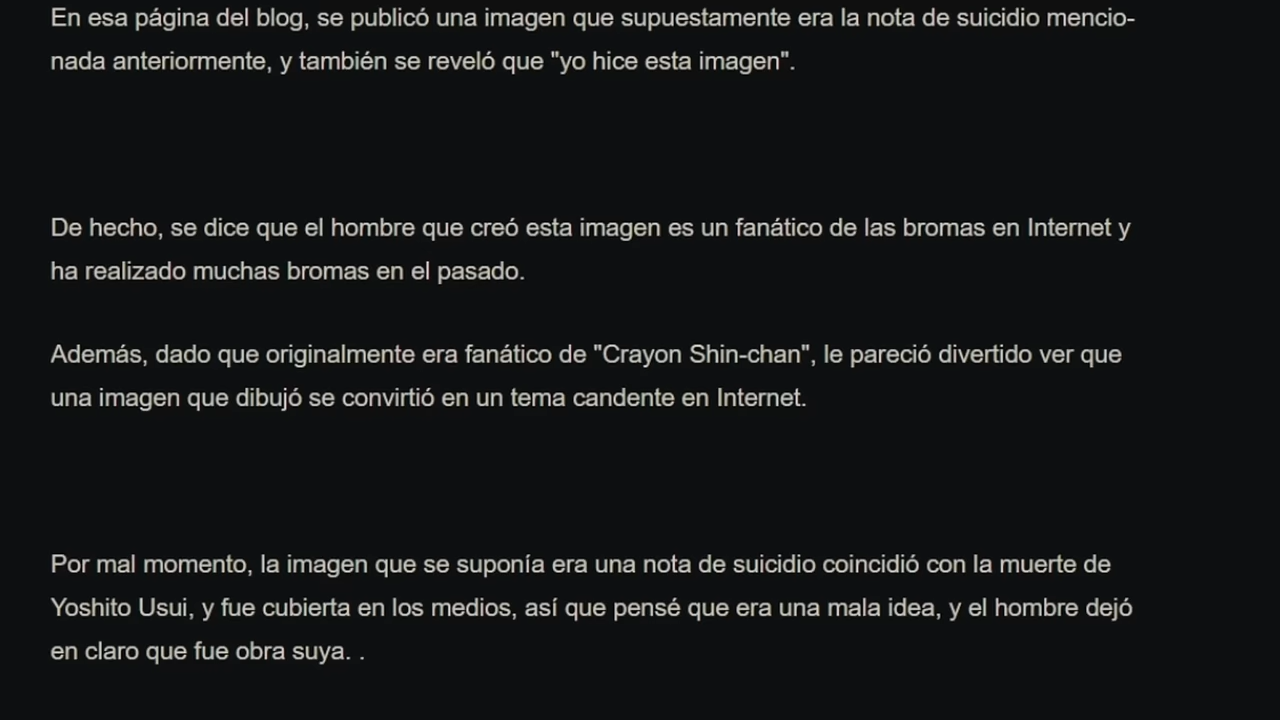 En esa página del blog, se publicó una imagen que supuestamente era la nota de suicidio mencio-
nada anteriormente, y también se reveló que "yo hice esta imagen".
De hecho, se dice que el hombre que creó esta imagen es un fanático de las bromas en Internet y
ha realizado muchas bromas en el pasado.
Además, dado que originalmente era fanático de "Crayon Shin-chan", le pareció divertido ver que
una imagen que dibujó se convirtió en un tema candente en Internet.
Por mal momento, la imagen que se suponía era una nota de suicidio coincidió con la muerte de
Yoshito Usui, y fue cubierta en los medios, así que pensé que era una mala idea, y el hombre dejó
en claro que fue obra suya. .